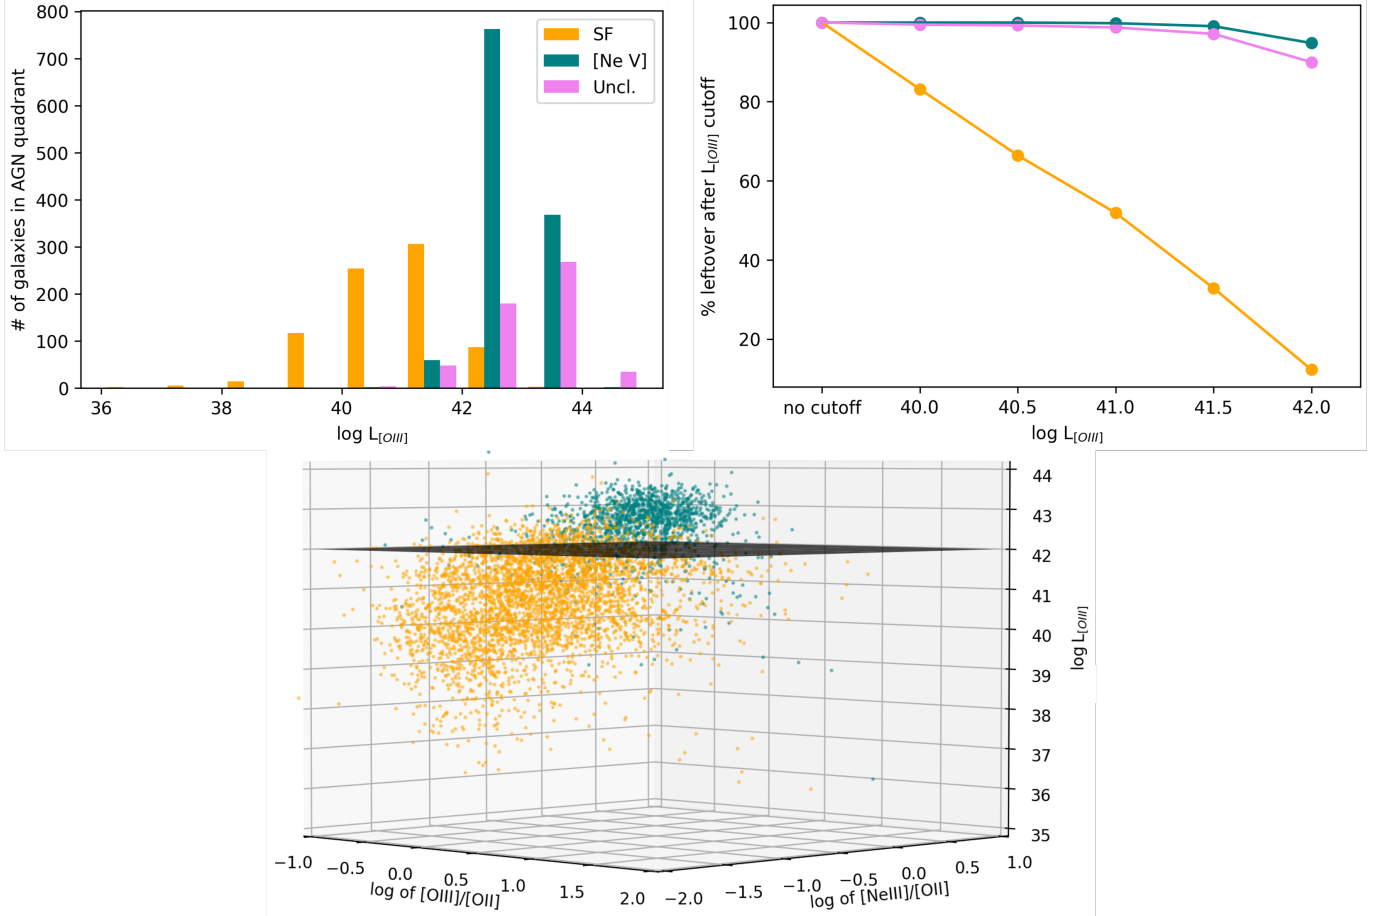 800
700
600
500
400
300
200
100
0
# of galaxies in AGN quadrant
SF
[Ne V]
Uncl.
36 38 40 42 44
log L[OIII]
100
80
60
40
20
% leftover after L[OIII] cutoff
no cutoff 40.0 40.5 41.0 41.5 42.0
log L[OIII]
44
43
42
41
40
39
38
37
36
35
log L[OIII]
−1.0 −0.5 0.0 0.5 1.0 1.5 2.0
log of [OIII]/[OII]
−2.0 −1.5 −1.0 −0.5 0.0 0.5 1.0
log of [NeIII]/[OII]